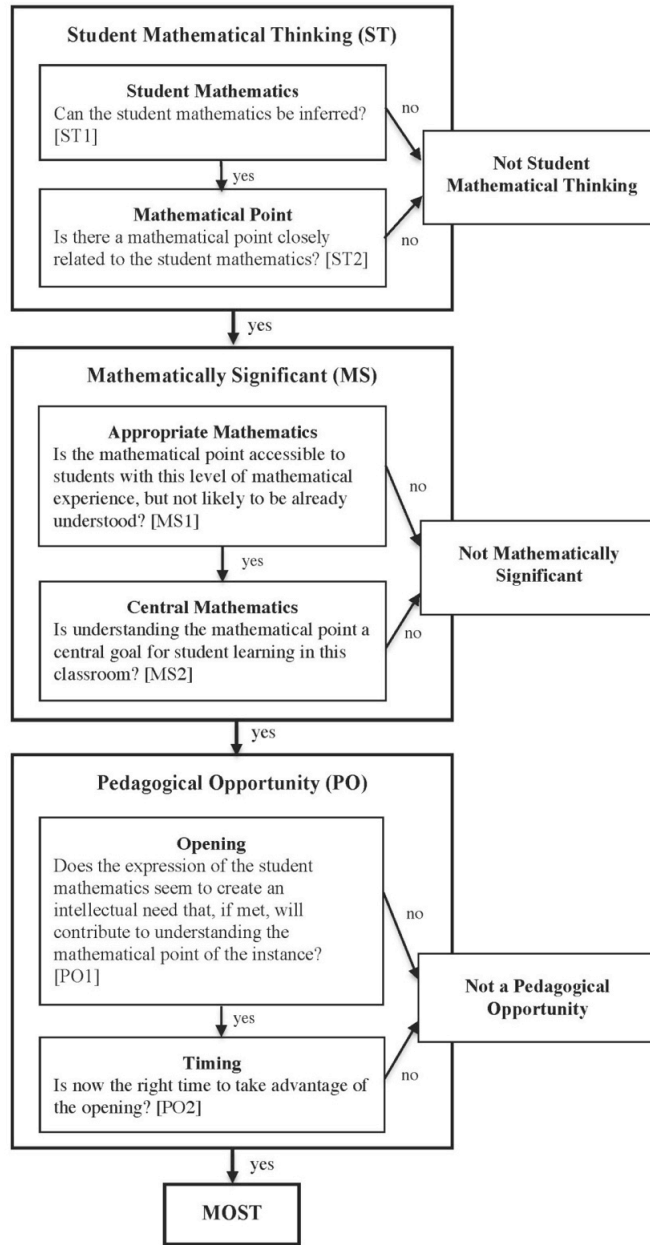 Student Mathematical Thinking (ST)
Student Mathematics
Can the student mathematics be inferred?
[ST1]
no
yes
Not Student
Mathematical Thinking
Mathematical Point
Is there a mathematical point closely
related to the student mathematics? [ST2]
no
yes
Mathematically Significant (MS)
Appropriate Mathematics
Is the mathematical point accessible to
students with this level of mathematical
experience, but not likely to be already
understood? [MS1]
no
yes
Not Mathematically
Significant
Central Mathematics
Is understanding the mathematical point a
central goal for student learning in this
classroom? [MS2]
no
yes
Pedagogical Opportunity (PO)
Opening
Does the expression of the student
mathematics seem to create an
intellectual need that, if met, will
contribute to understanding the
mathematical point of the instance?
[PO1]
no
yes
Not a Pedagogical
Opportunity
Timing
Is now the right time to take advantage of
the opening? [PO2]
no
yes
MOST